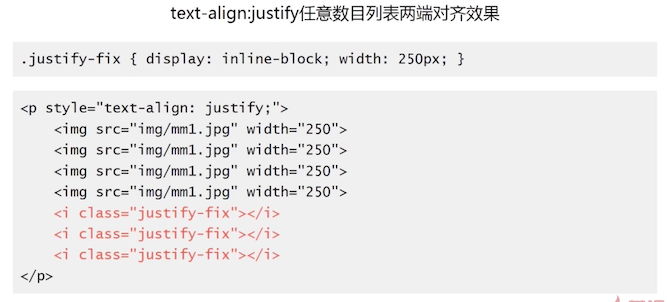 text-align:justify任意数目列表两端对齐效果
.justify-fix { display: inline-block; width: 250px; }
<p style="text-align: justify;">
    <img src="img/mm1.jpg" width="250">
    <img src="img/mm1.jpg" width="250">
    <img src="img/mm1.jpg" width="250">
    <img src="img/mm1.jpg" width="250">
    <i class="justify-fix"></i>
    <i class="justify-fix"></i>
    <i class="justify-fix"></i>
</p>